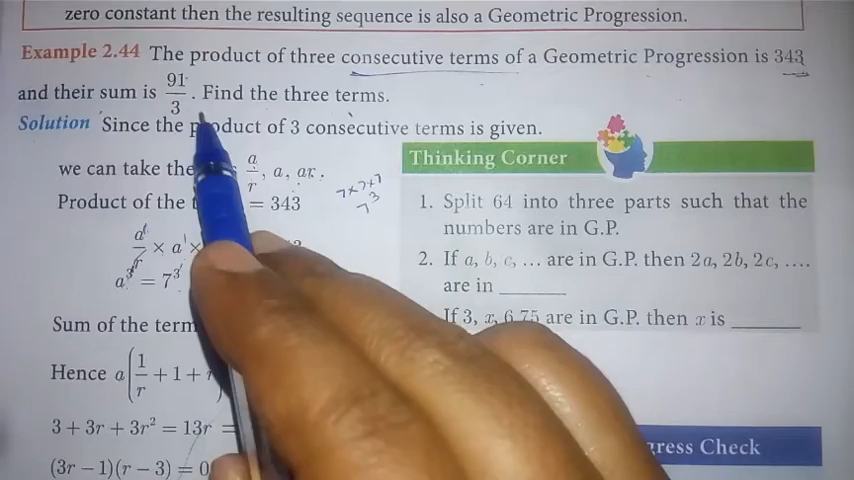 zero constant then the resulting sequence is also a Geometric Progression.
Example 2.44 The product of three consecutive terms of a Geometric Progression is 343
and their sum is 91/3 . Find the three terms.
Solution Since the product of 3 consecutive terms is given.
we can take the a/r, a, ar.
Product of the = 343
7×7×7
7³
a/r × a ×
a³ = 7³
Sum of the term
Hence a(1/r + 1 +
3 + 3r + 3r² = 13r
(3r − 1)(r − 3) = 0
Thinking Corner
1. Split 64 into three parts such that the
numbers are in G.P.
2. If a, b, c, ... are in G.P. then 2a, 2b, 2c, ....
are in ______
If 3, x, 6.75 are in G.P. then x is ______
gress Check